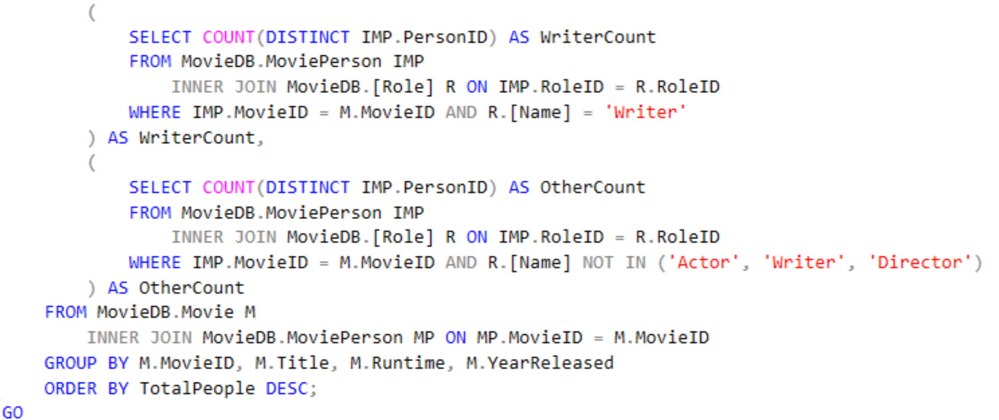 (
SELECT COUNT(DISTINCT IMP.PersonID) AS WriterCount
FROM MovieDB.MoviePerson IMP
INNER JOIN MovieDB.[Role] R ON IMP.RoleID = R.RoleID
WHERE IMP.MovieID = M.MovieID AND R.[Name] = 'Writer'
) AS WriterCount,
(
SELECT COUNT(DISTINCT IMP.PersonID) AS OtherCount
FROM MovieDB.MoviePerson IMP
INNER JOIN MovieDB.[Role] R ON IMP.RoleID = R.RoleID
WHERE IMP.MovieID = M.MovieID AND R.[Name] NOT IN ('Actor', 'Writer', 'Director')
) AS OtherCount
FROM MovieDB.Movie M
INNER JOIN MovieDB.MoviePerson MP ON MP.MovieID = M.MovieID
GROUP BY M.MovieID, M.Title, M.Runtime, M.YearReleased
ORDER BY TotalPeople DESC;
GO